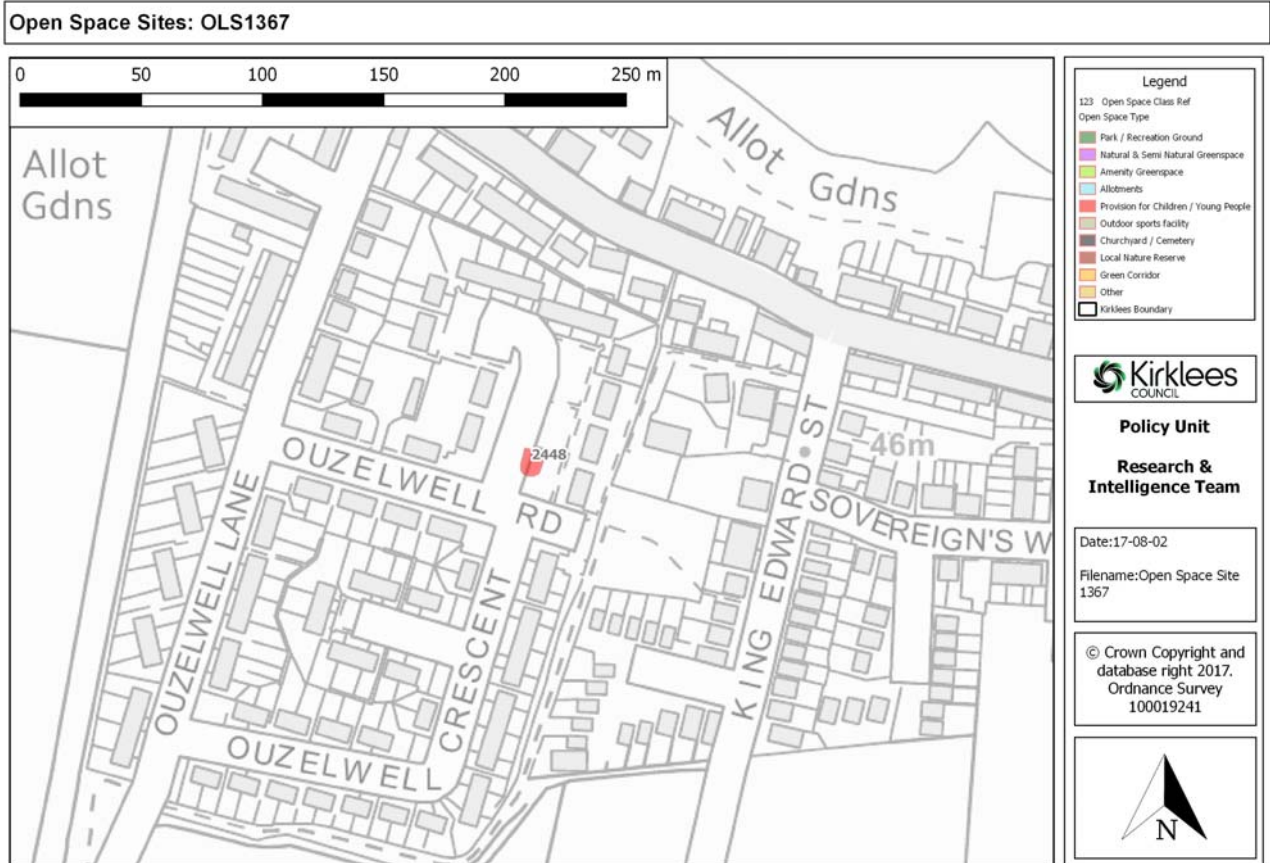 Open Space Sites: OLS1367
0 50 100 150 200 250 m
Allot
Gdns
Allot
Gdns
OUZELWELL RD
2448
46m
OUZELWELL LANE
CRESCENT
OUZELWELL
KING EDWARD ST
SOVEREIGN'S W
Legend
123 Open Space Class Ref
Open Space Type
Park / Recreation Ground
Natural & Semi Natural Greenspace
Amenity Greenspace
Allotments
Provision for Children / Young People
Outdoor sports facility
Churchyard / Cemetery
Local Nature Reserve
Green Corridor
Other
Kirklees Boundary
Kirklees
COUNCIL
Policy Unit
Research &
Intelligence Team
Date:17-08-02
Filename:Open Space Site
1367
© Crown Copyright and
database right 2017.
Ordnance Survey
100019241
N